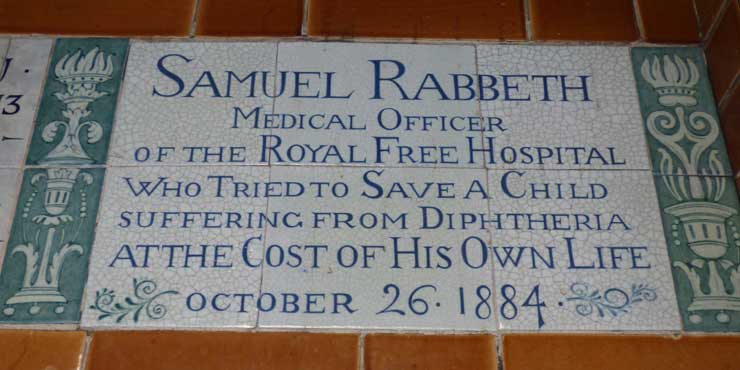 SAMUEL RABBETH
MEDICAL OFFICER
OF THE ROYAL FREE HOSPITAL
WHO TRIED TO SAVE A CHILD
SUFFERING FROM DIPHTHERIA
AT THE COST OF HIS OWN LIFE
OCTOBER 26·1884·